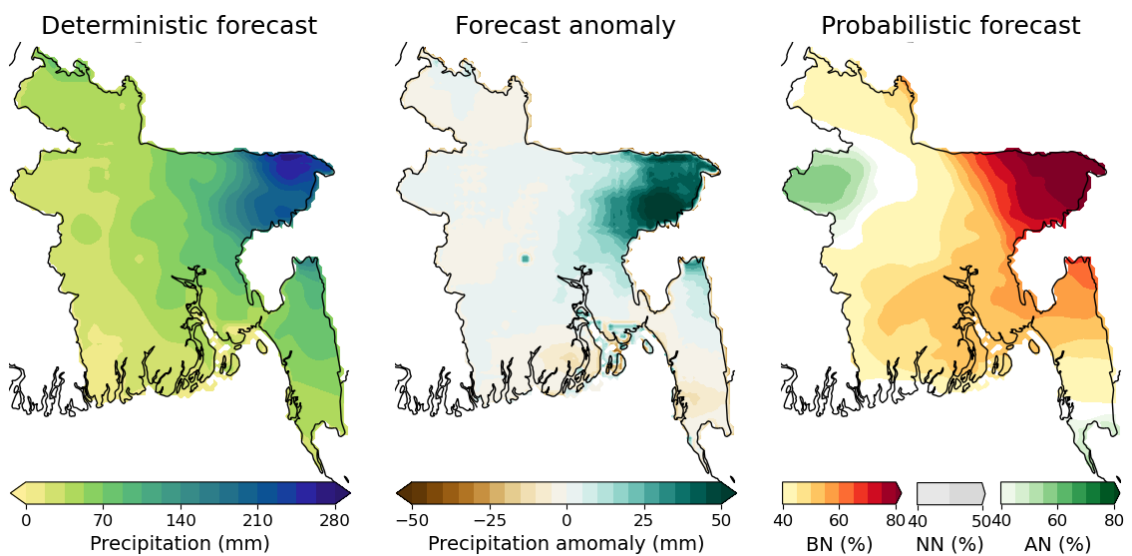 Deterministic forecast
Forecast anomaly
Probabilistic forecast
0 70 140 210 280
Precipitation (mm)
−50 −25 0 25 50
Precipitation amomaly (mm)
40 60 80
BN (%)
40 50
NN (%)
40 60 80
AN (%)